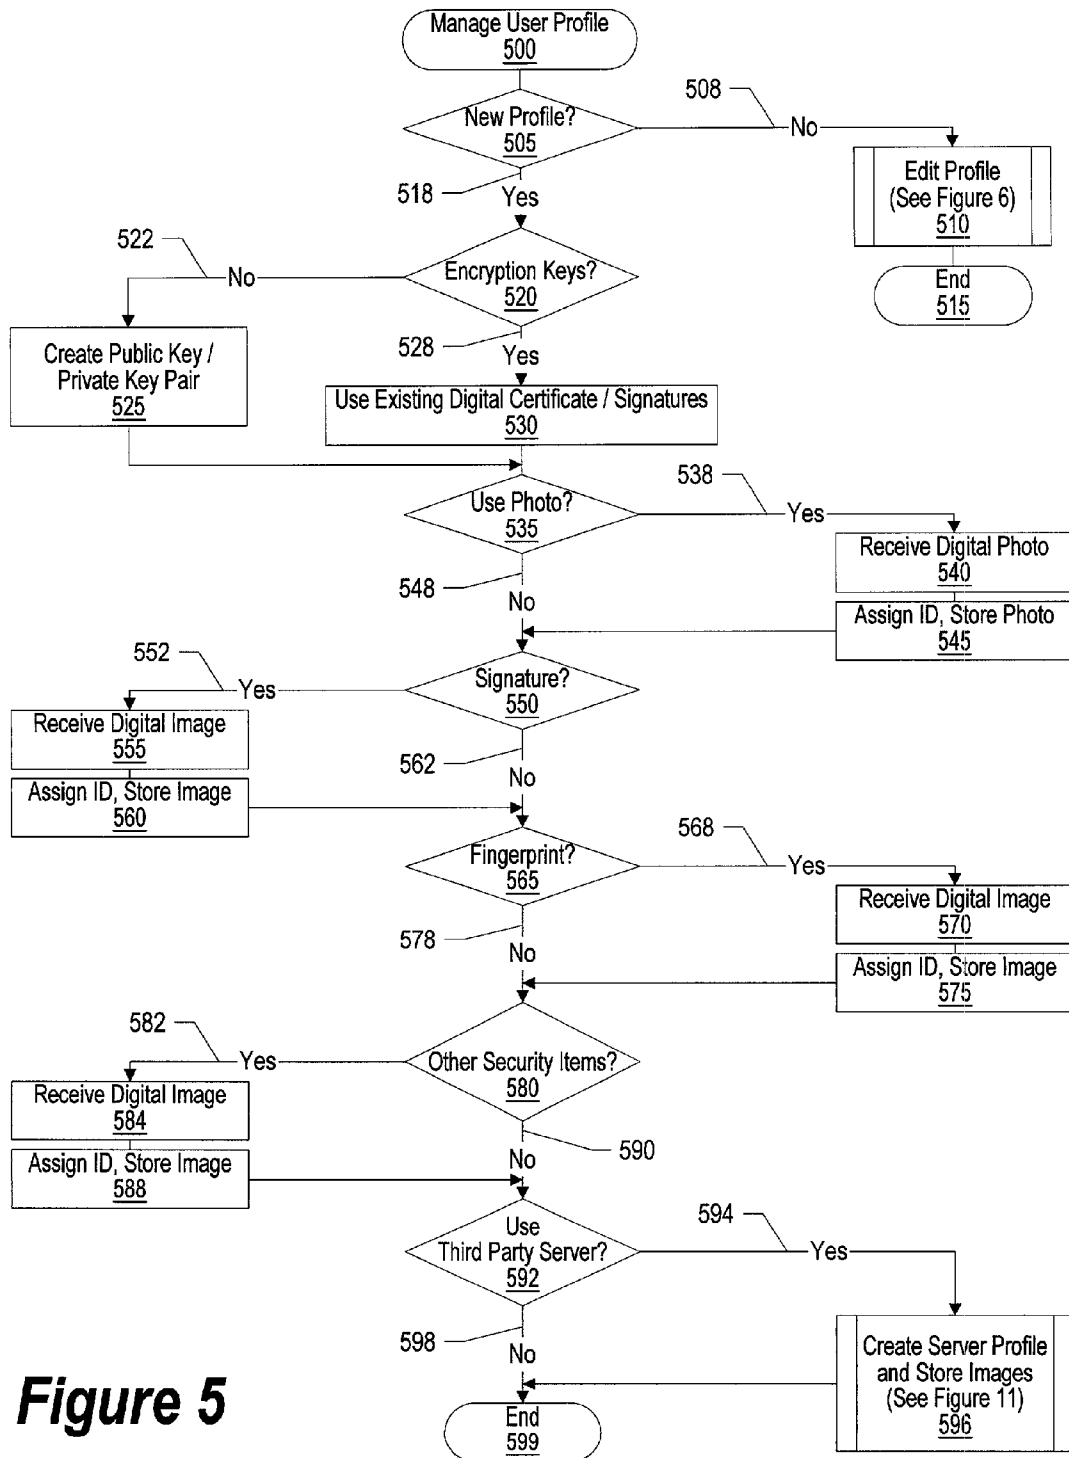 Manage User Profile
500
New Profile?
505
508
No
Edit Profile
(See Figure 6)
510
End
515
518
Yes
522
No
Encryption Keys?
520
528
Yes
Create Public Key /
Private Key Pair
525
Use Existing Digital Certificate / Signatures
530
Use Photo?
535
538
Yes
Receive Digital Photo
540
Assign ID, Store Photo
545
548
No
552
Yes
Signature?
550
Receive Digital Image
555
Assign ID, Store Image
560
562
No
Fingerprint?
565
568
Yes
Receive Digital Image
570
Assign ID, Store Image
575
578
No
582
Yes
Other Security Items?
580
Receive Digital Image
584
Assign ID, Store Image
588
590
No
Use
Third Party Server?
592
594
Yes
Create Server Profile
and Store Images
(See Figure 11)
596
598
No
End
599
Figure 5